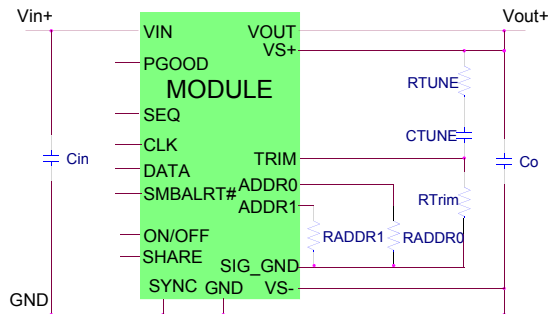 Vin+
Vout+
VIN
VOUT
VS+
PGOOD
RTUNE
MODULE
SEQ
CTUNE
CLK
Cin
TRIM
Co
DATA
ADDR0
SMBALRT#
RTrim
ADDR1
ON/OFF
RADDR1
RADDR0
SHARE
SIG_GND
GND
SYNC
GND
VS-